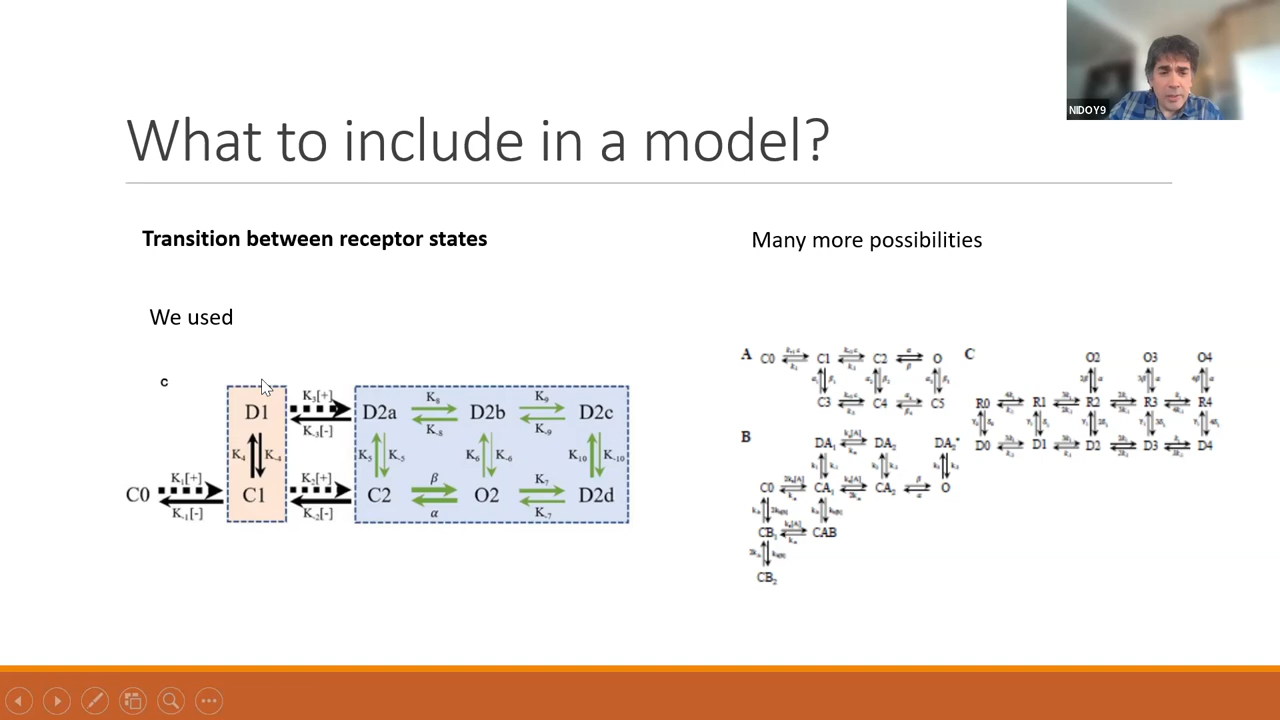 NIDOY9
What to include in a model?
Transition between receptor states
We used
c
D1 K₃[+] K₋₃[-] D2a K₈ K₋₈ D2b K₉ K₋₉ D2c
K₄ K₋₄ K₅ K₋₅ K₆ K₋₆ K₁₀ K₋₁₀
C0 K₁[+] K₋₁[-] C1 K₂[+] K₋₂[-] C2 β α O2 K₇ K₋₇ D2d
Many more possibilities
A C0 C1 C2 O
C3 C4 C5
B DA₁ DA₂ DA₂*
C0 CA₁ CA₂ O
CB₁ CAB
CB₂
C O2 O3 O4
R0 R1 R2 R3 R4
D0 D1 D2 D3 D4